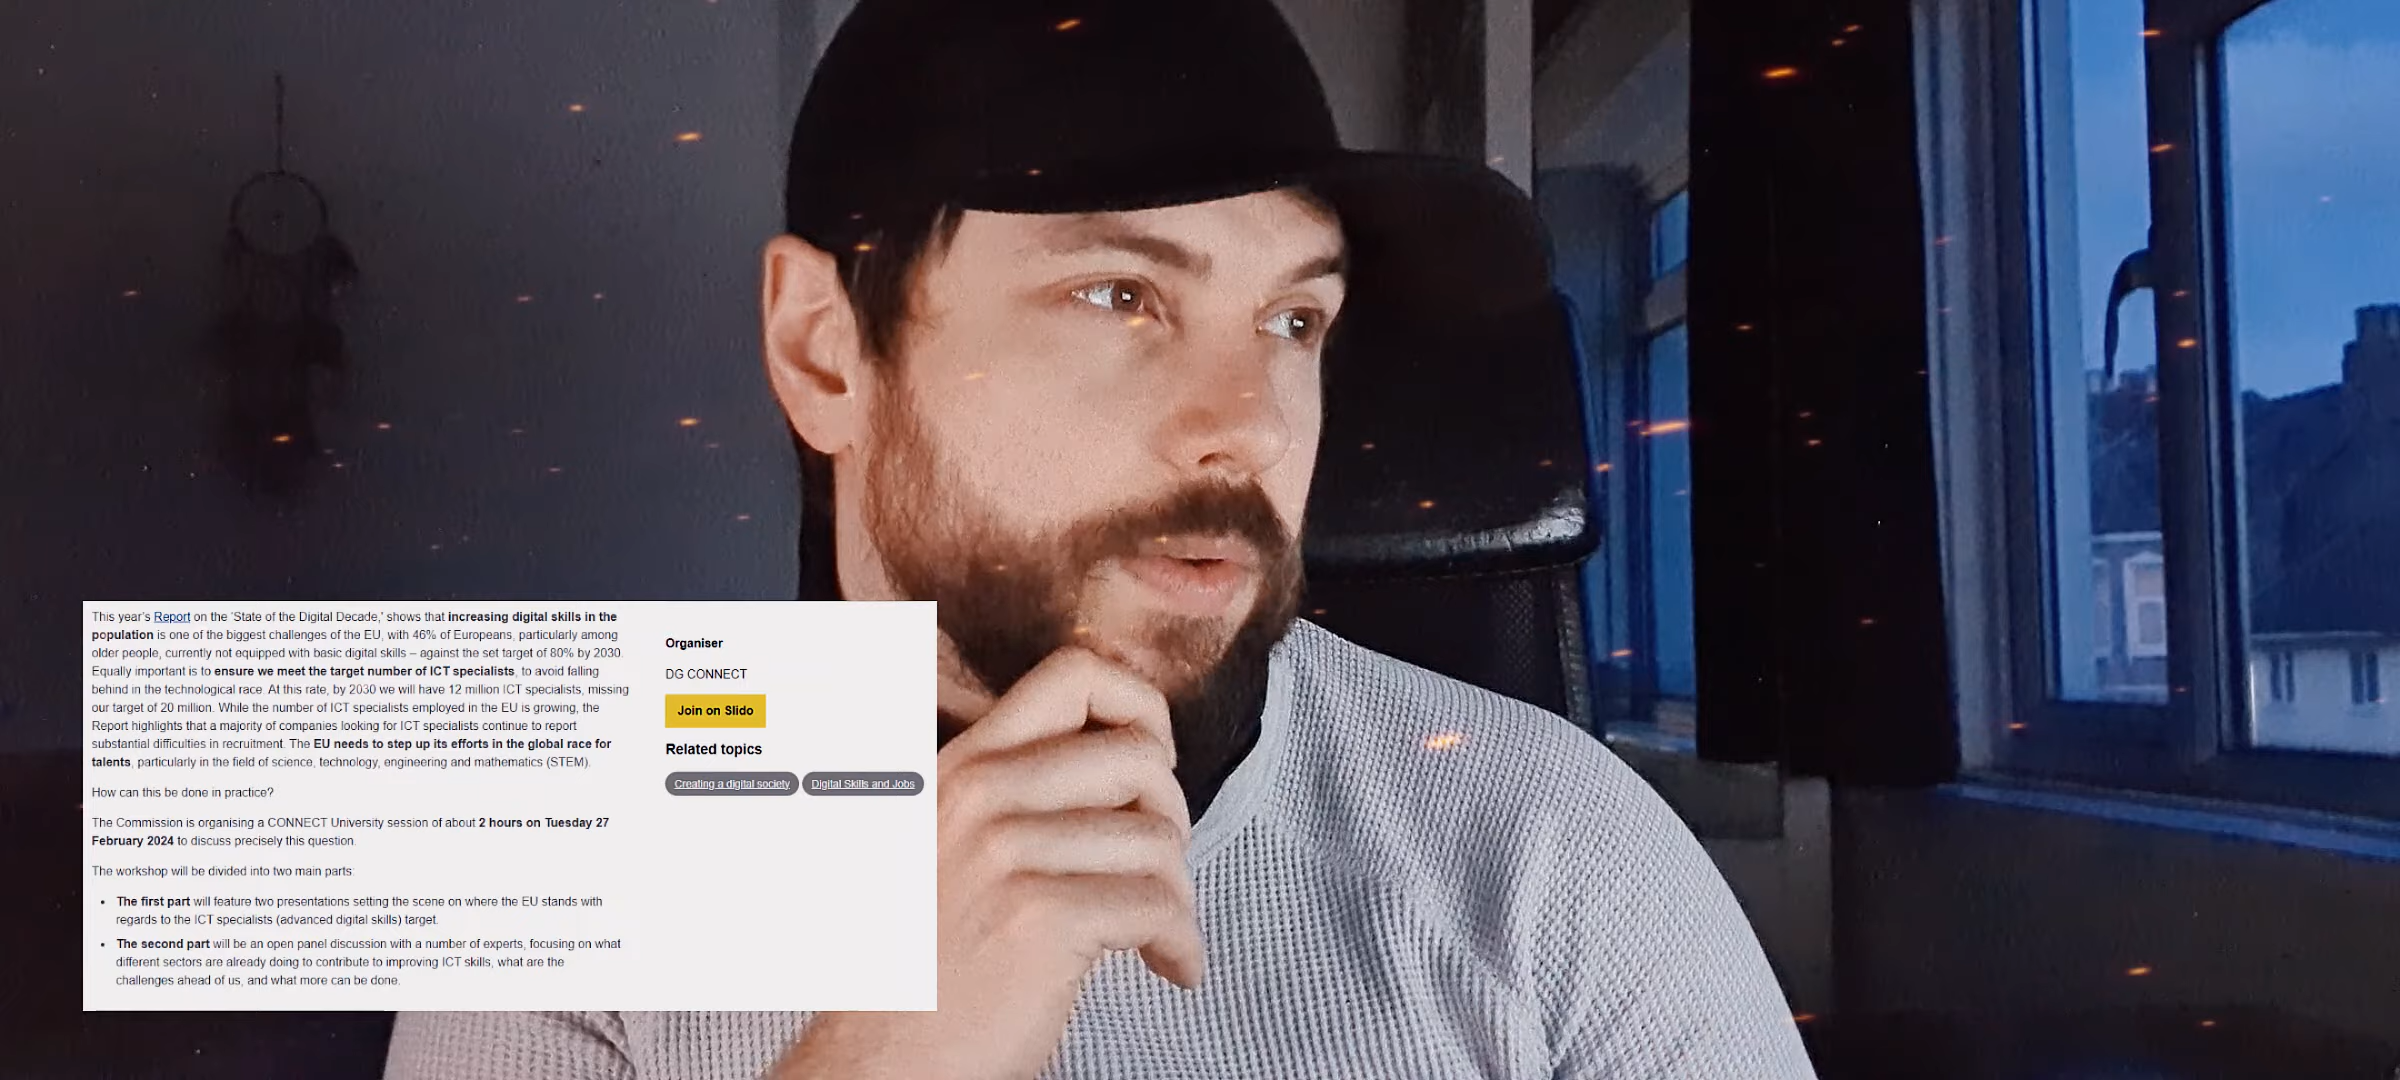 This year's Report on the 'State of the Digital Decade,' shows that increasing digital skills in the
population is one of the biggest challenges of the EU, with 46% of Europeans, particularly among
older people, currently not equipped with basic digital skills – against the set target of 80% by 2030.
Equally important is to ensure we meet the target number of ICT specialists, to avoid falling
behind in the technological race. At this rate, by 2030 we will have 12 million ICT specialists, missing
our target of 20 million. While the number of ICT specialists employed in the EU is growing, the
Report highlights that a majority of companies looking for ICT specialists continue to report
substantial difficulties in recruitment. The EU needs to step up its efforts in the global race for
talents, particularly in the field of science, technology, engineering and mathematics (STEM).
How can this be done in practice?
The Commission is organising a CONNECT University session of about 2 hours on Tuesday 27
February 2024 to discuss precisely this question.
The workshop will be divided into two main parts:
• The first part will feature two presentations setting the scene on where the EU stands with
regards to the ICT specialists (advanced digital skills) target.
• The second part will be an open panel discussion with a number of experts, focusing on what
different sectors are already doing to contribute to improving ICT skills, what are the
challenges ahead of us, and what more can be done.
Organiser
DG CONNECT
Join on Slido
Related topics
Creating a digital society
Digital Skills and Jobs